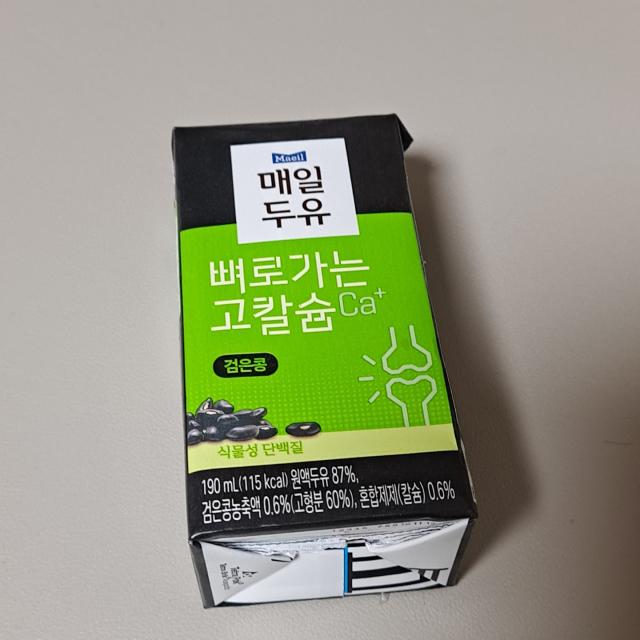 Maeil
매일
두유
뼈로가는
고칼슘 Ca+
검은콩
식물성 단백질
190 mL(115 kcal) 원액두유 87%,
검은콩농축액 0.6%(고형분 60%), 혼합제제(칼슘) 0.6%